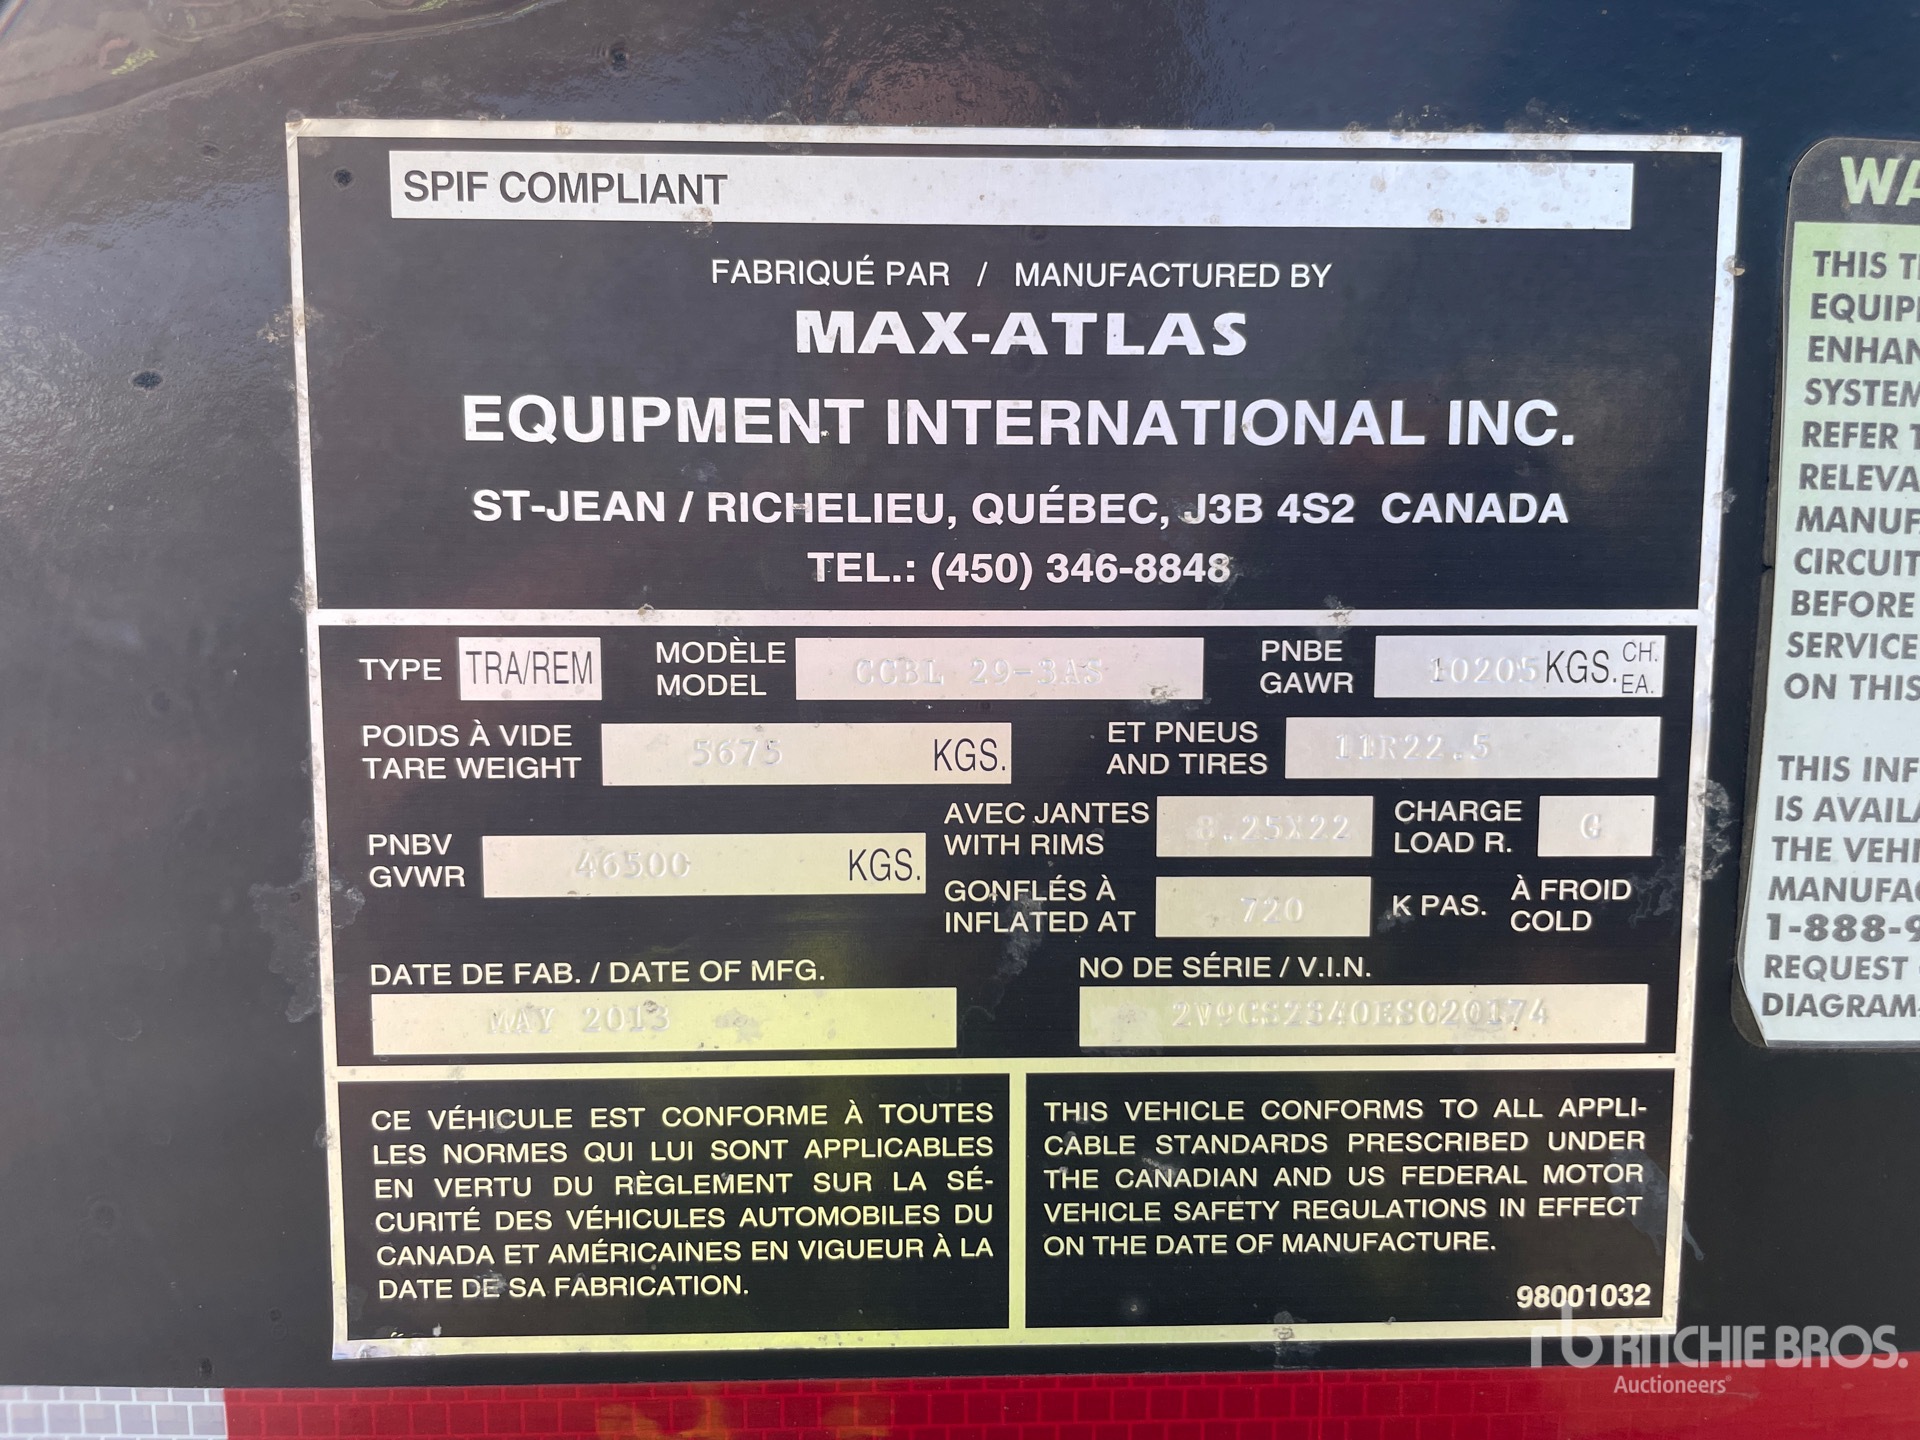 SPIF COMPLIANT
FABRIQUÉ PAR / MANUFACTURED BY
MAX-ATLAS
EQUIPMENT INTERNATIONAL INC.
ST-JEAN / RICHELIEU, QUÉBEC, J3B 4S2 CANADA
TEL.: (450) 346-8848
TYPE TRA/REM
MODÈLE
MODEL CCBL 29-3AS
PNBE
GAWR 10205 KGS. CH.
EA.
POIDS À VIDE
TARE WEIGHT 5675 KGS.
ET PNEUS
AND TIRES 11R22.5
PNBV
GVWR 46500 KGS.
AVEC JANTES
WITH RIMS 8.25X22
CHARGE
LOAD R. G
GONFLÉS À
INFLATED AT 720 K PAS. À FROID
COLD
DATE DE FAB. / DATE OF MFG.
MAY 2013
NO DE SÉRIE / V.I.N.
2V9CS2340ES020174
CE VÉHICULE EST CONFORME À TOUTES
LES NORMES QUI LUI SONT APPLICABLES
EN VERTU DU RÈGLEMENT SUR LA SÉ-
CURITÉ DES VÉHICULES AUTOMOBILES DU
CANADA ET AMÉRICAINES EN VIGUEUR À LA
DATE DE SA FABRICATION.
THIS VEHICLE CONFORMS TO ALL APPLI-
CABLE STANDARDS PRESCRIBED UNDER
THE CANADIAN AND US FEDERAL MOTOR
VEHICLE SAFETY REGULATIONS IN EFFECT
ON THE DATE OF MANUFACTURE.
98001032
WA
THIS T
EQUIP
ENHAN
SYSTEM
REFER T
RELEVA
MANUF
CIRCUIT
BEFORE
SERVICE
ON THIS
THIS INF
IS AVAIL
THE VEHI
MANUFAC
1-888-9
REQUEST
DIAGRAM
RITCHIE BROS.
Auctioneers